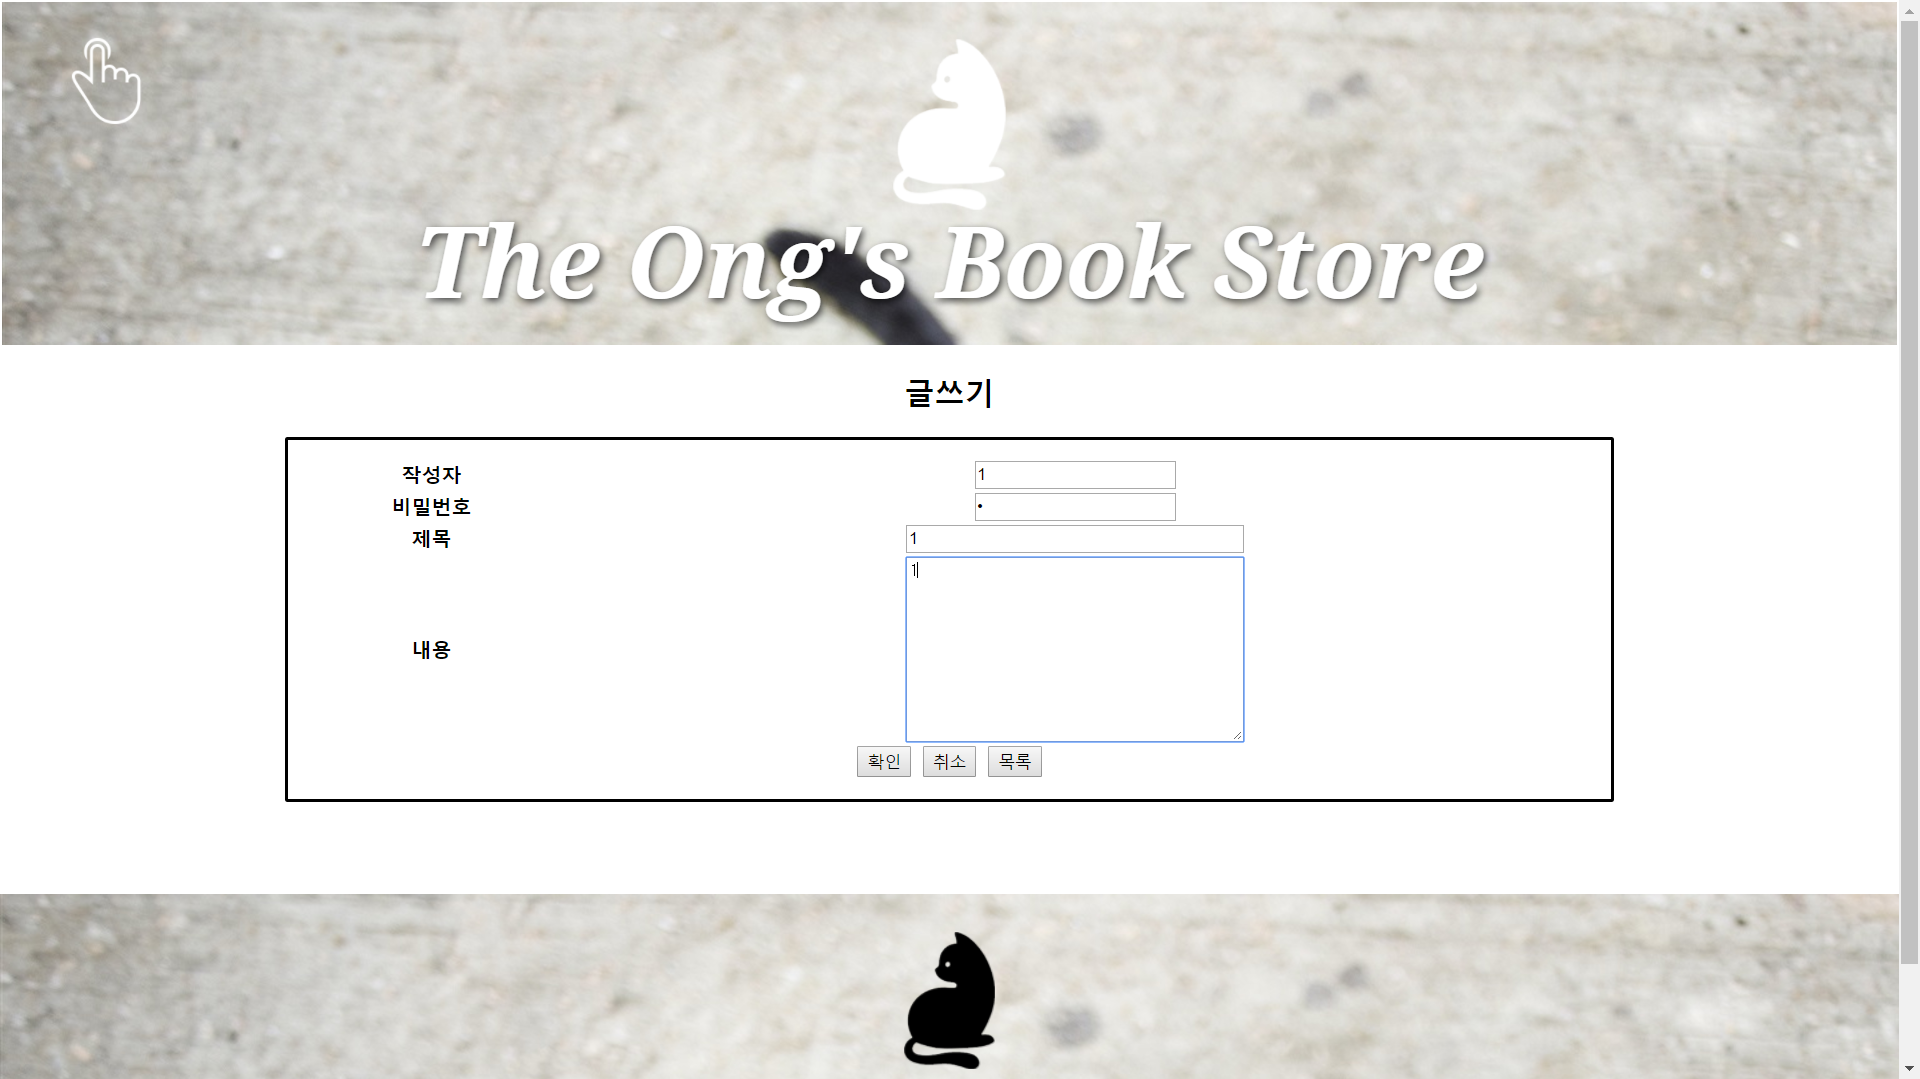 The Ong's Book Store
글쓰기
작성자 1
비밀번호 •
제목 1
내용 1
확인 취소 목록